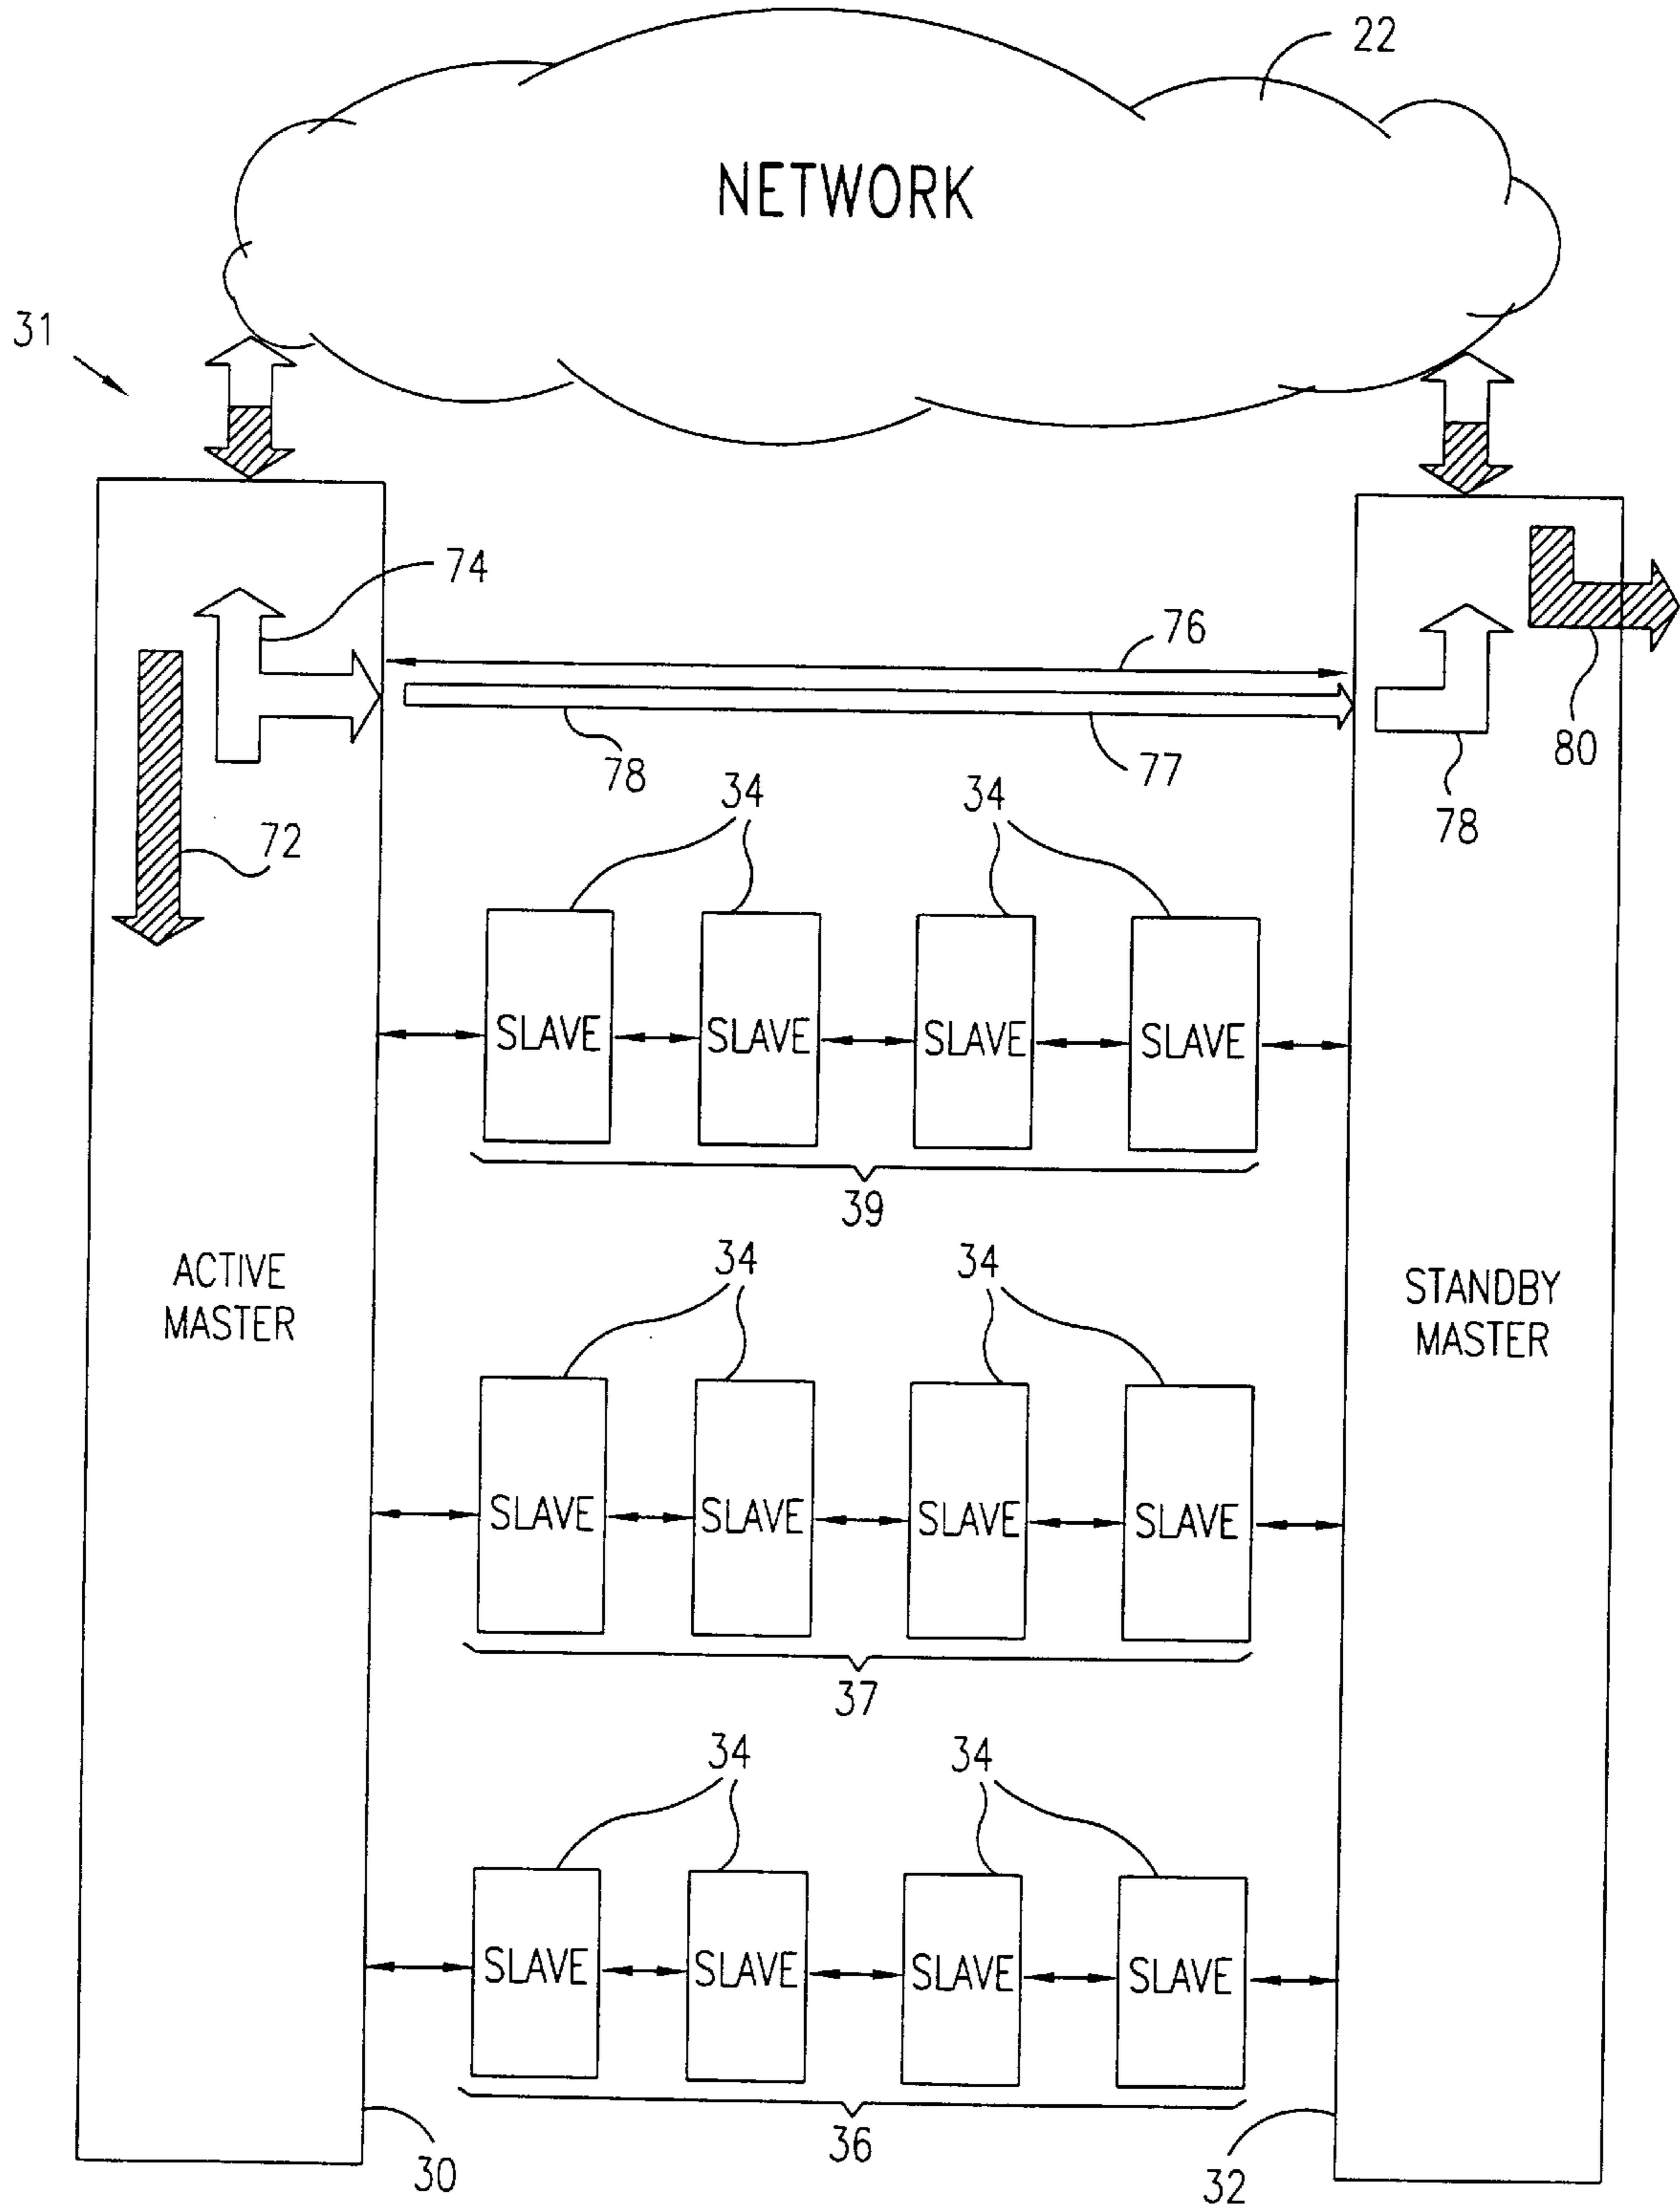 22
NETWORK
31
74
76
78
77
80
78
72
34
34
SLAVE
SLAVE
SLAVE
SLAVE
39
ACTIVE
MASTER
STANDBY
MASTER
34
34
SLAVE
SLAVE
SLAVE
SLAVE
37
34
34
SLAVE
SLAVE
SLAVE
SLAVE
36
30
32